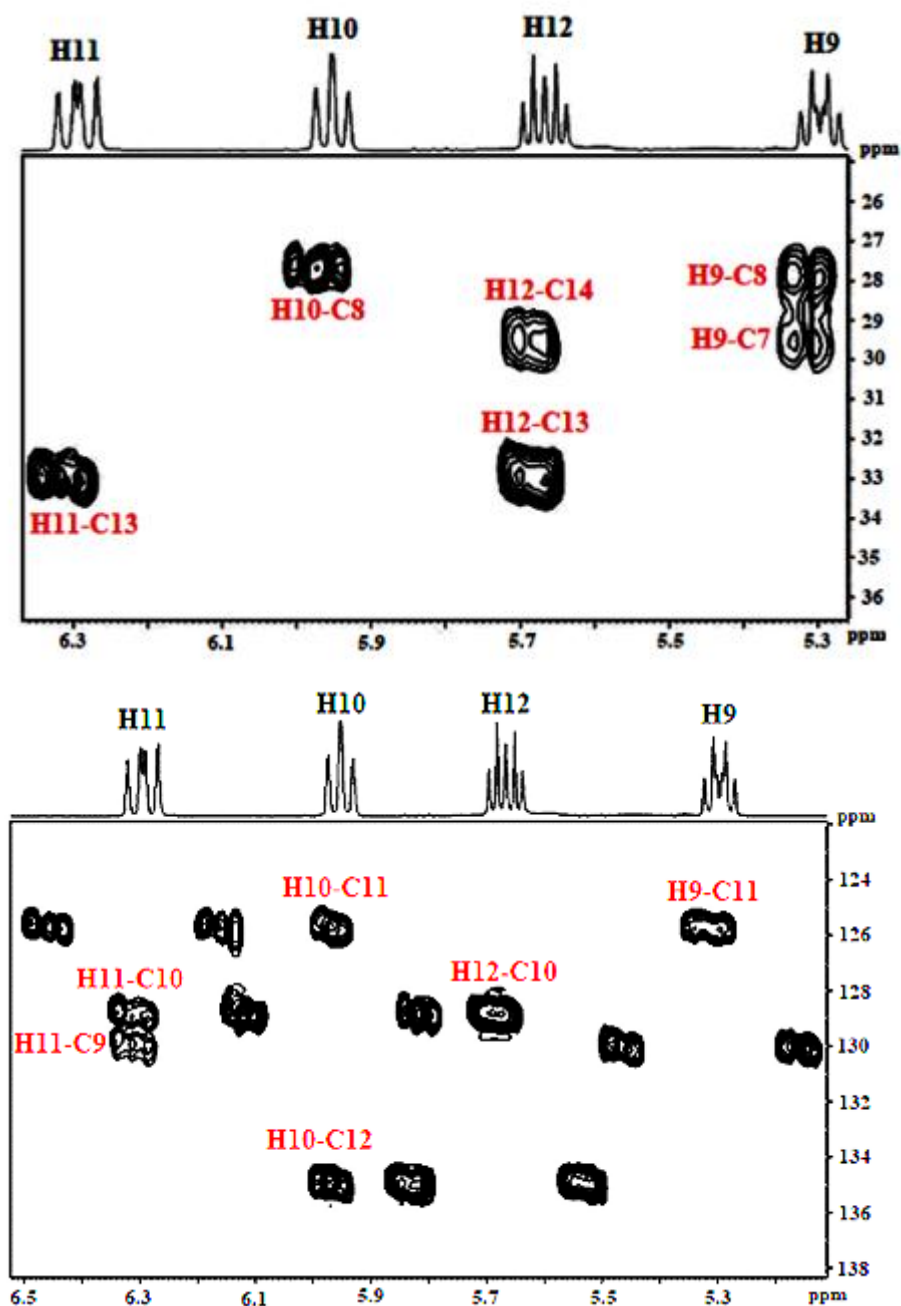 H11 H10 H12 H9
ppm
26
27
H9-C8 28
H10-C8 H12-C14
29
H9-C7 30
31
H12-C13 32
33
H11-C13 34
35
36
6.3 6.1 5.9 5.7 5.5 5.3 ppm
H11 H10 H12 H9
ppm
H10-C11 H9-C11 124
126
H11-C10 H12-C10 128
H11-C9 130
132
H10-C12 134
136
138
6.5 6.3 6.1 5.9 5.7 5.5 5.3 ppm